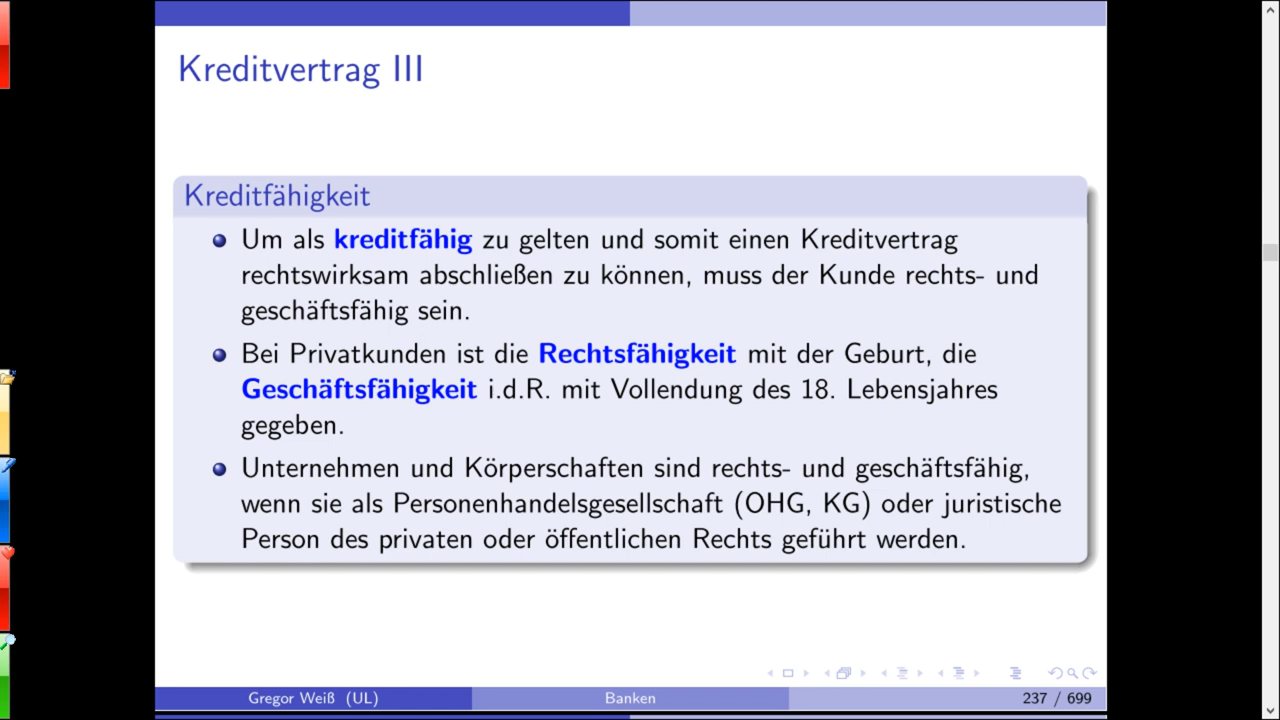 Kreditvertrag III
Kreditfähigkeit
Um als kreditfähig zu gelten und somit einen Kreditvertrag
rechtswirksam abschließen zu können, muss der Kunde rechts- und
geschäftsfähig sein.
Bei Privatkunden ist die Rechtsfähigkeit mit der Geburt, die
Geschäftsfähigkeit i.d.R. mit Vollendung des 18. Lebensjahres
gegeben.
Unternehmen und Körperschaften sind rechts- und geschäftsfähig,
wenn sie als Personenhandelsgesellschaft (OHG, KG) oder juristische
Person des privaten oder öffentlichen Rechts geführt werden.
Gregor Weiß (UL) Banken 237 / 699